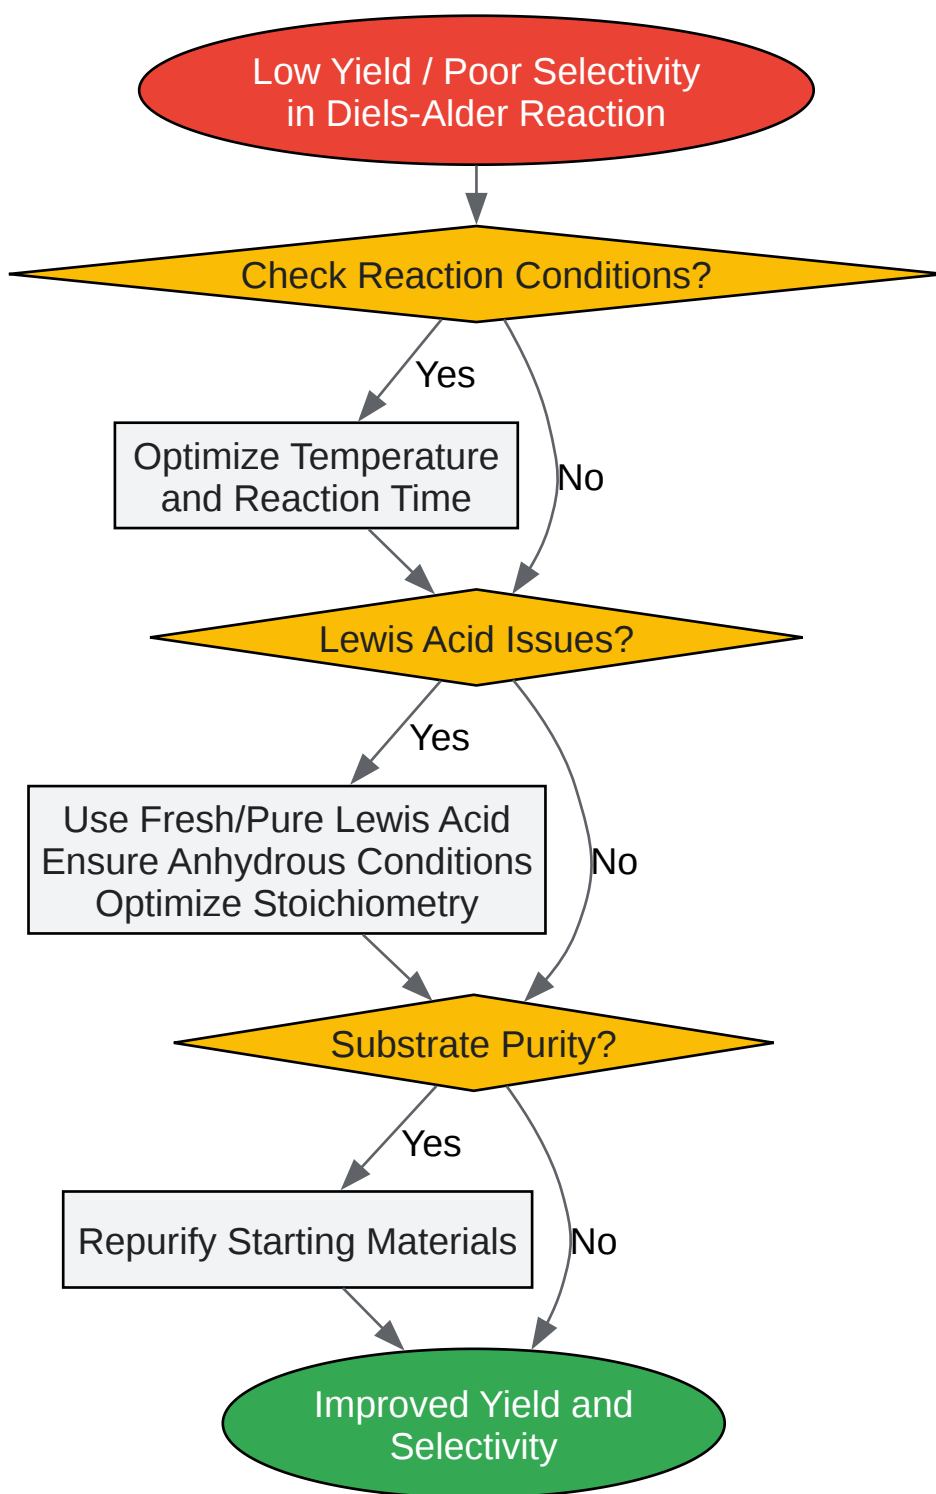 Low Yield / Poor Selectivity
in Diels-Alder Reaction
Check Reaction Conditions?
Yes
Optimize Temperature
and Reaction Time
No
Lewis Acid Issues?
Yes
Use Fresh/Pure Lewis Acid
Ensure Anhydrous Conditions
Optimize Stoichiometry
No
Substrate Purity?
Yes
Repurify Starting Materials
No
Improved Yield and
Selectivity